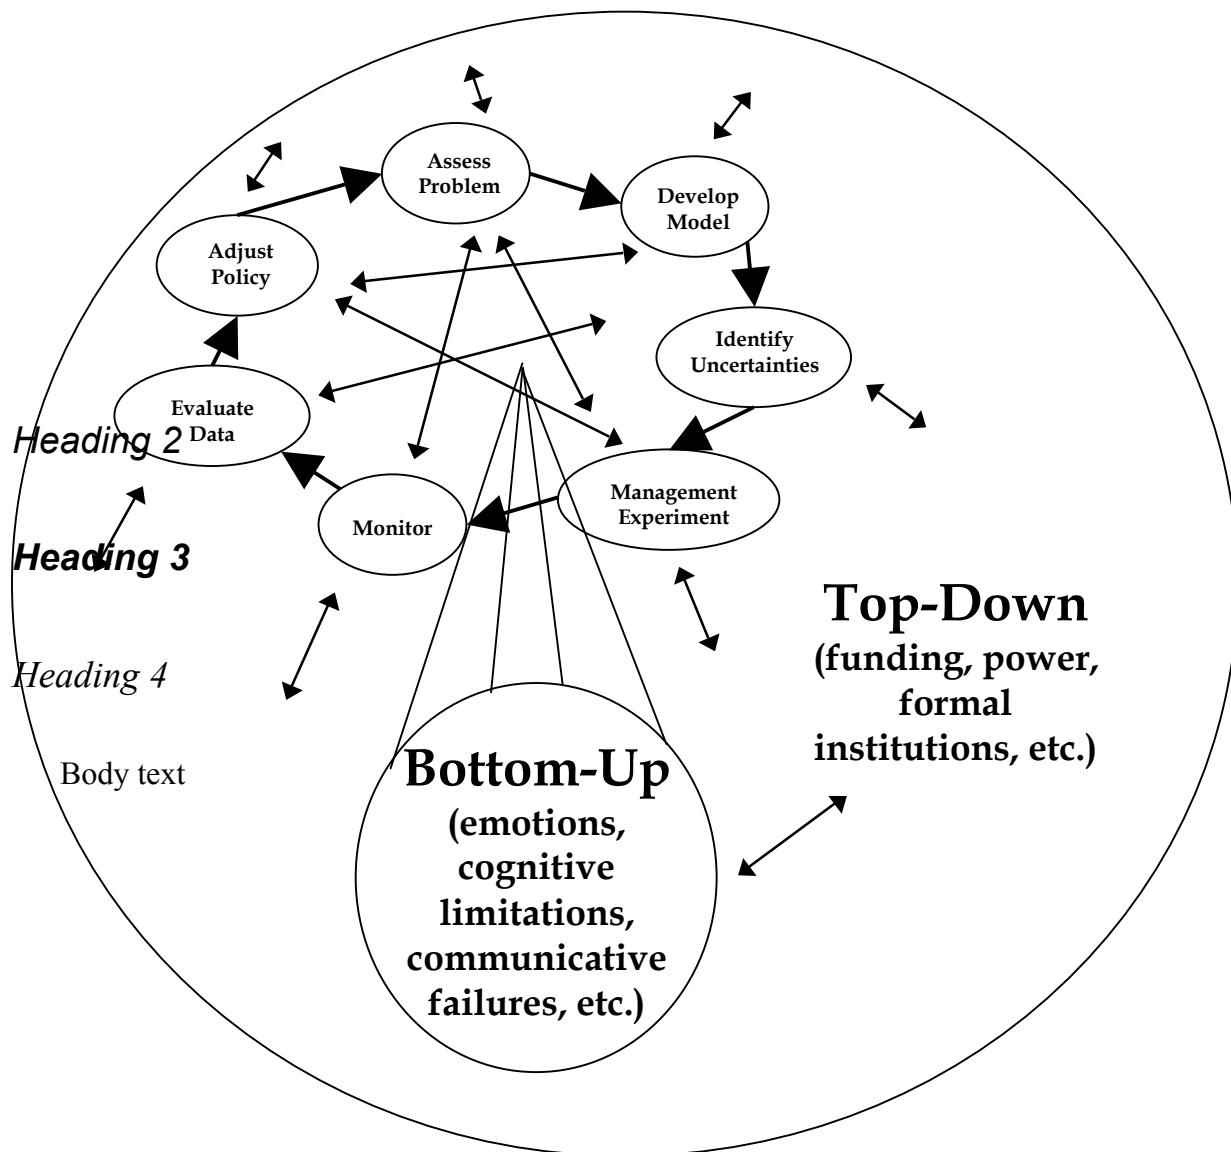 Assess
Problem
Develop
Model
Adjust
Policy
Identify
Uncertainties
Evaluate
Data
Heading 2
Management
Experiment
Monitor
Heading 3
Top-Down
(funding, power,
formal
institutions, etc.)
Heading 4
Body text
Bottom-Up
(emotions,
cognitive
limitations,
communicative
failures, etc.)